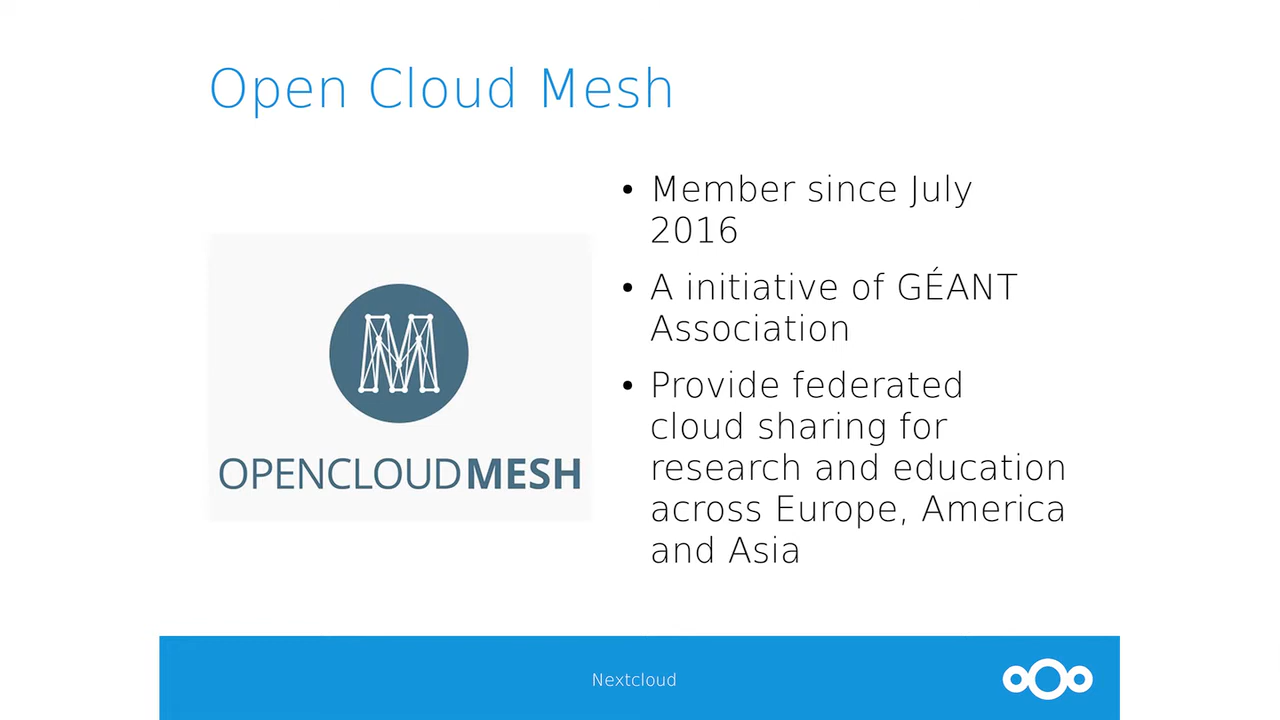 Open Cloud Mesh
• Member since July
2016
• A initiative of GÉANT
Association
• Provide federated
cloud sharing for
research and education
across Europe, America
and Asia
M
OPENCLOUDMESH
Nextcloud